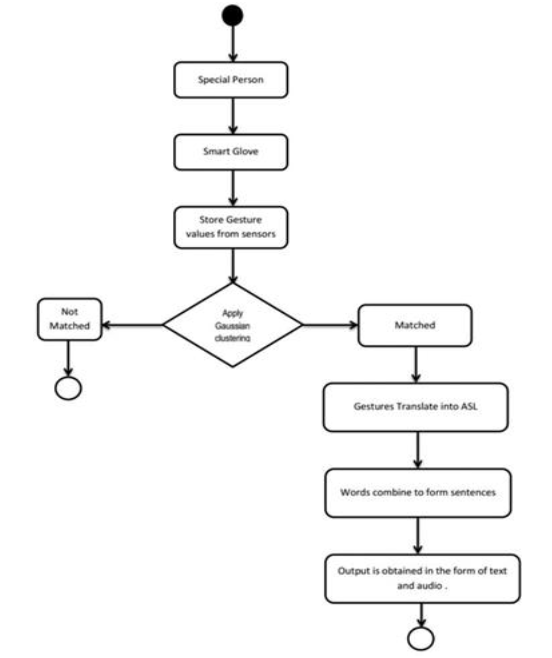 Special Person
Smart Glove
Store Gesture
values from sensors
Apply
Gaussian
clustering
Not
Matched
Matched
Gestures Translate into ASL
Words combine to form sentences
Output is obtained in the form of text
and audio .